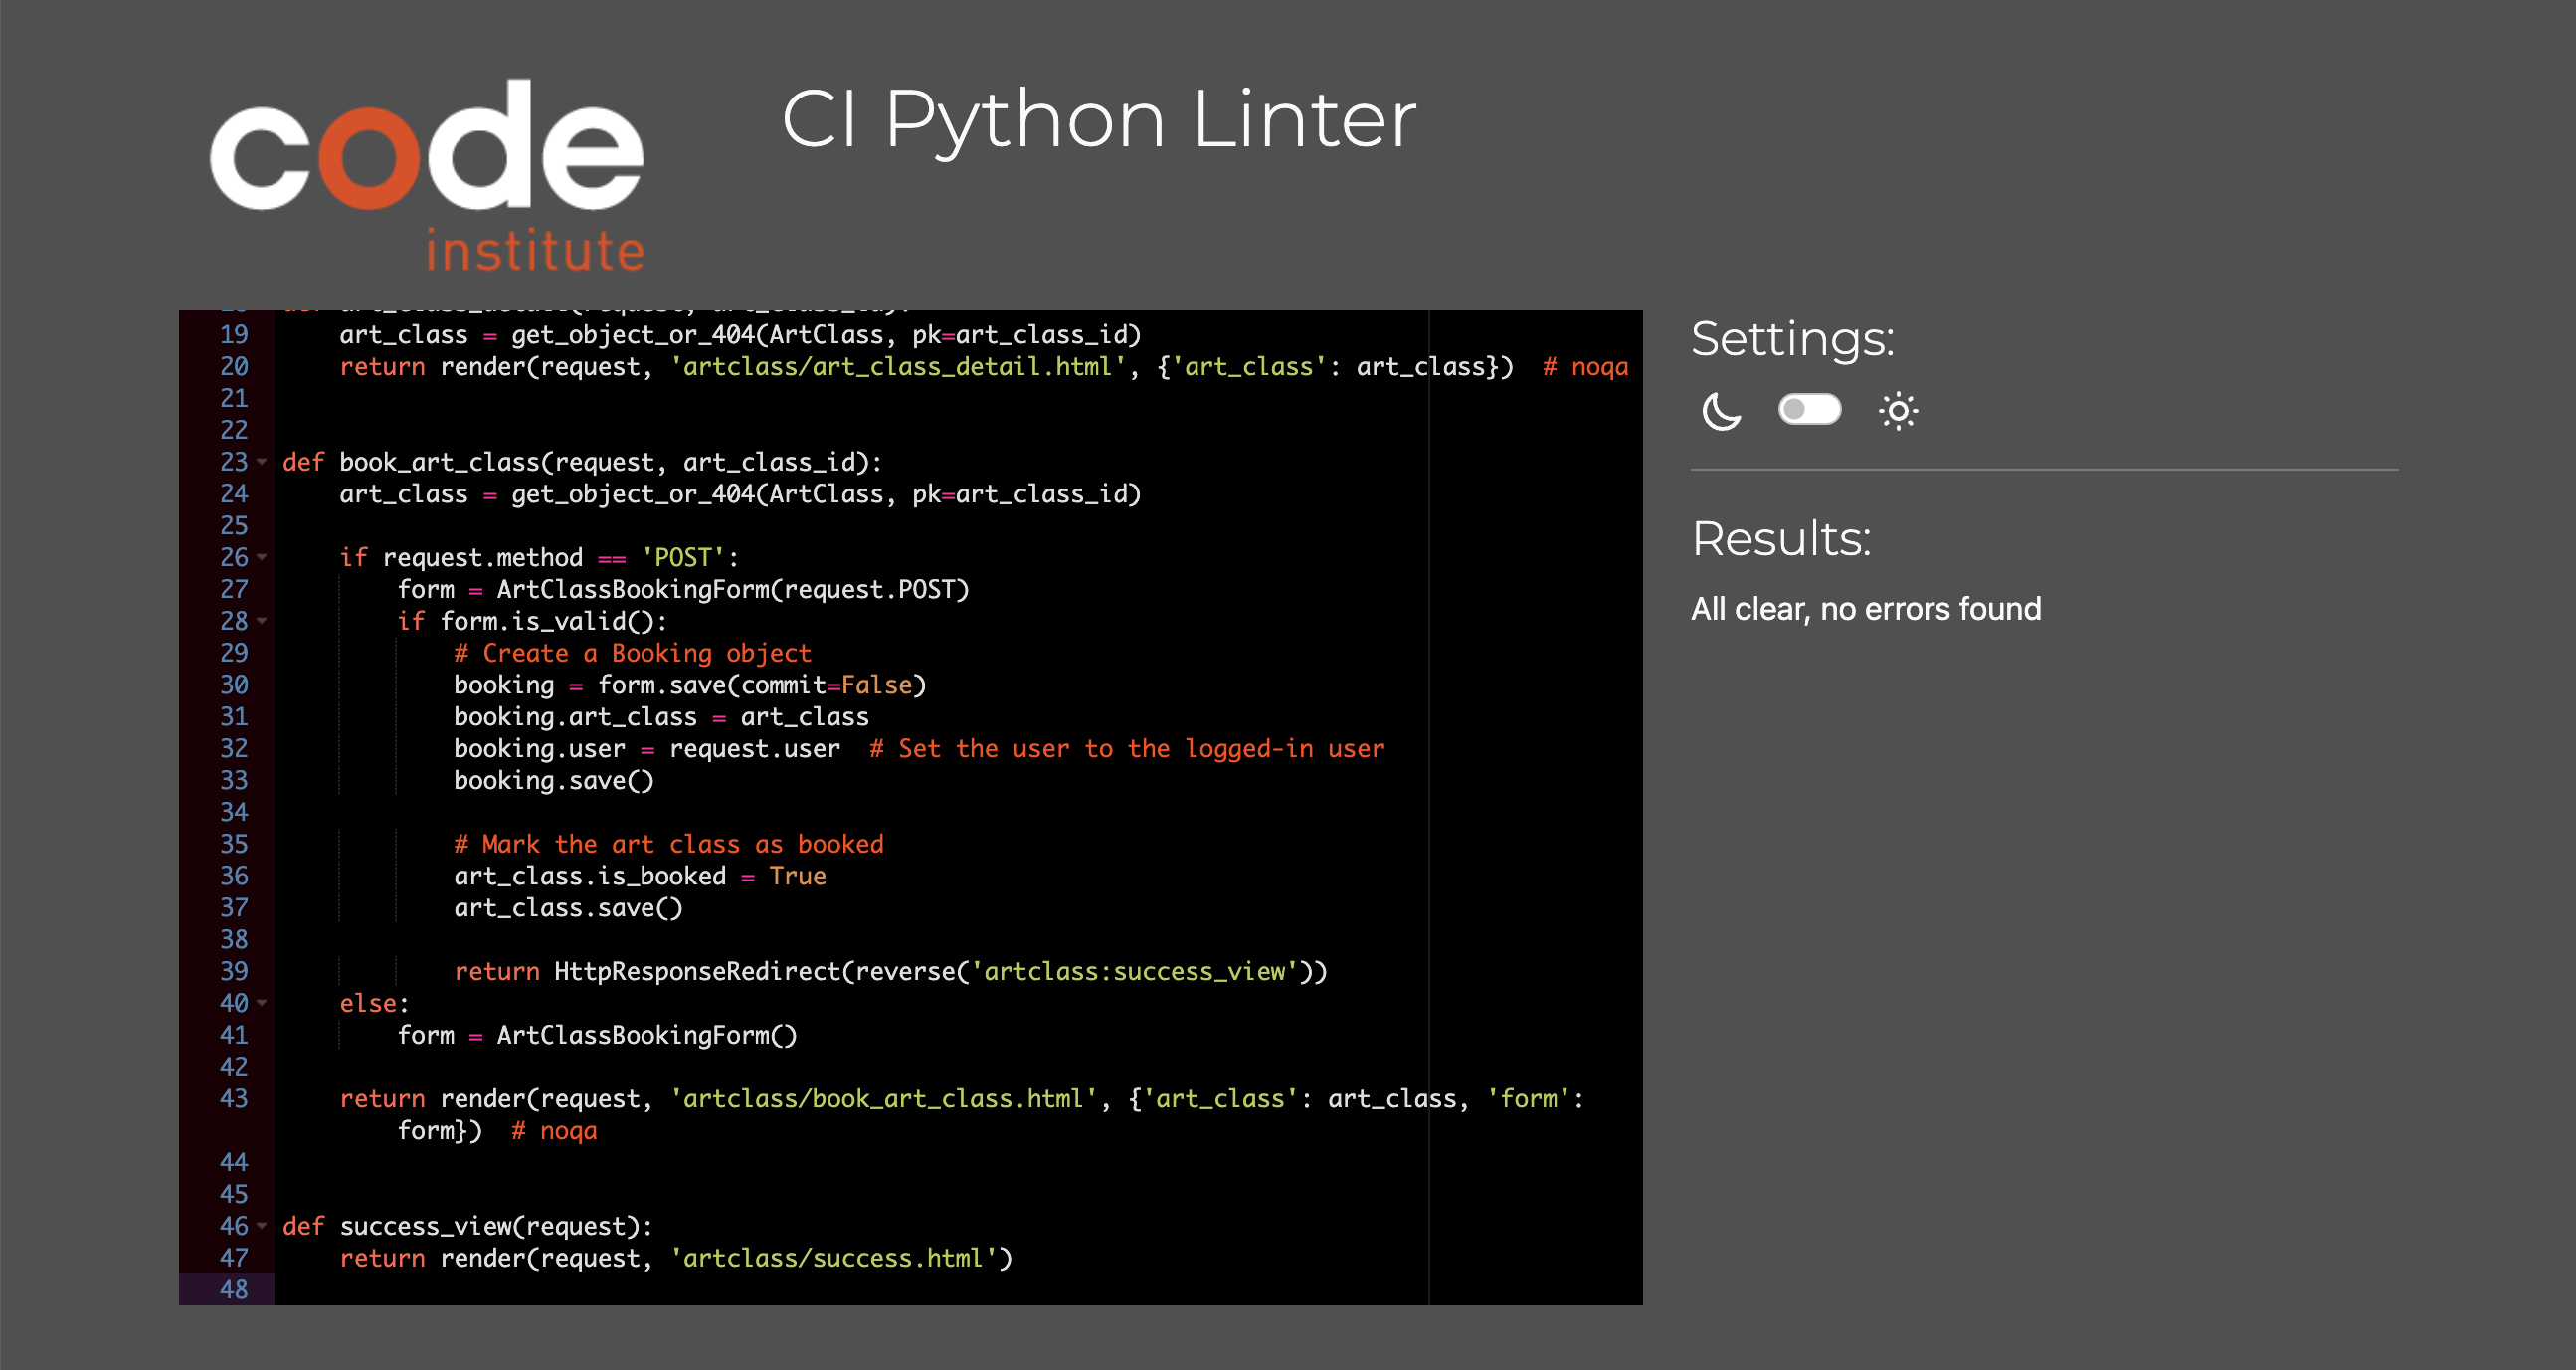 code
institute
CI Python Linter
18 def art_class_detail(request, art_class_id):
19 art_class = get_object_or_404(ArtClass, pk=art_class_id)
20 return render(request, 'artclass/art_class_detail.html', {'art_class': art_class})  # noqa
21
22
23 def book_art_class(request, art_class_id):
24 art_class = get_object_or_404(ArtClass, pk=art_class_id)
25
26 if request.method == 'POST':
27 form = ArtClassBookingForm(request.POST)
28 if form.is_valid():
29 # Create a Booking object
30 booking = form.save(commit=False)
31 booking.art_class = art_class
32 booking.user = request.user  # Set the user to the logged-in user
33 booking.save()
34
35 # Mark the art class as booked
36 art_class.is_booked = True
37 art_class.save()
38
39 return HttpResponseRedirect(reverse('artclass:success_view'))
40 else:
41 form = ArtClassBookingForm()
42
43 return render(request, 'artclass/book_art_class.html', {'art_class': art_class, 'form':
form})  # noqa
44
45
46 def success_view(request):
47 return render(request, 'artclass/success.html')
48
Settings:
Results:
All clear, no errors found